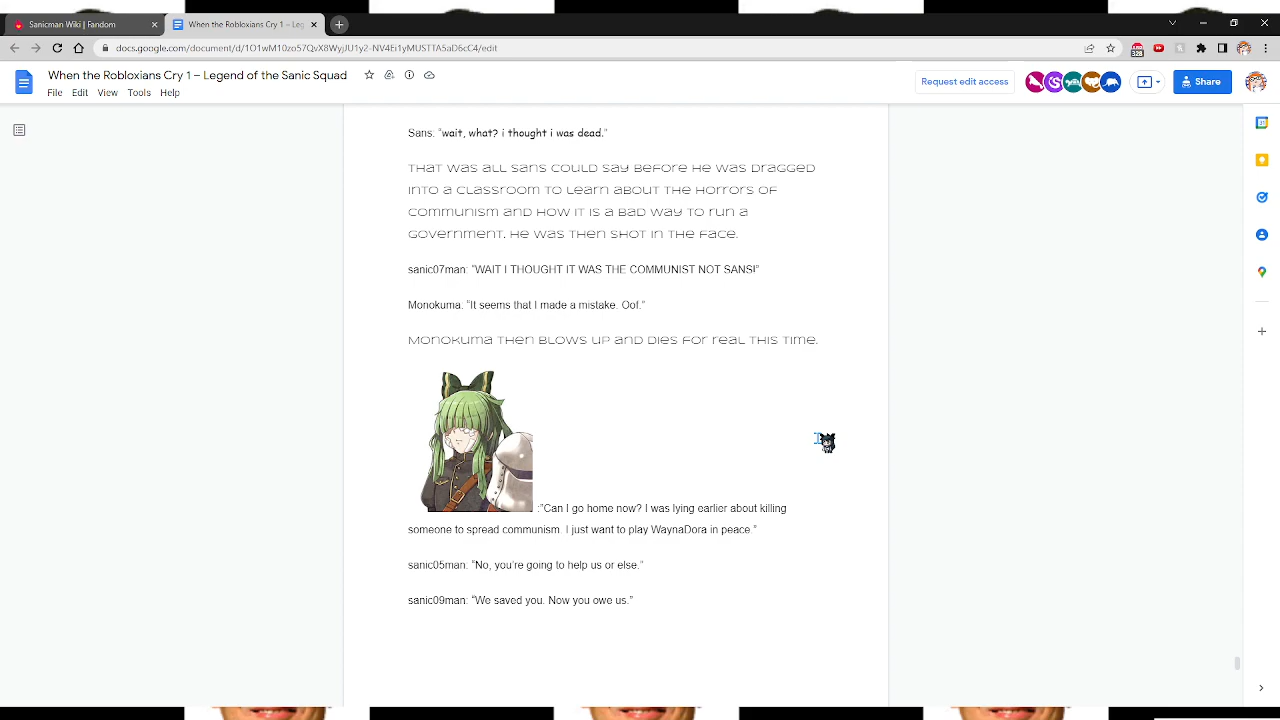 Sanicman Wiki | Fandom
When the Robloxians Cry 1 – Leg
docs.google.com/document/d/1O1wM10zo57QvX8WyjJU1y2-NV4Ei1yMUSTTA5aD6cC4/edit
When the Robloxians Cry 1 – Legend of the Sanic Squad
File Edit View Tools Help
Request edit access
Share
Sans: “wait, what? i thought i was dead.”
That was all Sans could say before he was dragged
into a classroom to learn about the horrors of
communism and how it is a bad way to run a
government. He was then shot in the face.
sanic07man: “WAIT I THOUGHT IT WAS THE COMMUNIST NOT SANS!”
Monokuma: “It seems that I made a mistake. Oof.”
Monokuma then blows up and dies for real this time.
:”Can I go home now? I was lying earlier about killing
someone to spread communism. I just want to play WaynaDora in peace.”
sanic05man: “No, you’re going to help us or else.”
sanic09man: “We saved you. Now you owe us.”